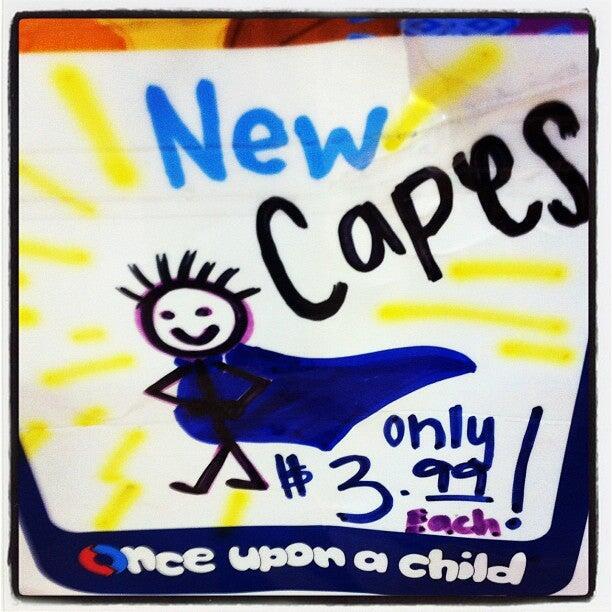 New
Capes
only
$3.99!
Each
once upon a child